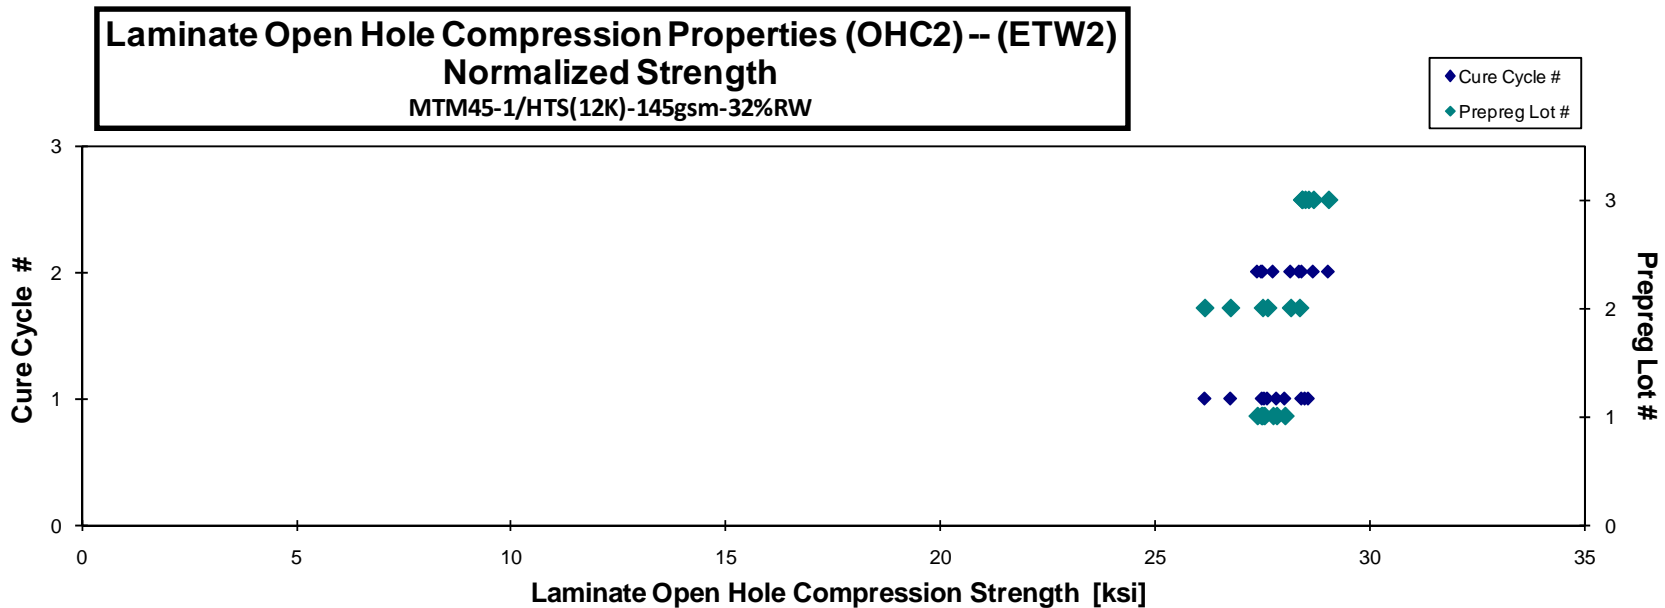 Laminate Open Hole Compression Properties (OHC2) -- (ETW2)
Normalized Strength
MTM45-1/HTS(12K)-145gsm-32%RW
Cure Cycle #
Prepreg Lot #
3
2
1
0
Cure Cycle #
3
2
1
0
Prepreg Lot #
0 5 10 15 20 25 30 35
Laminate Open Hole Compression Strength [ksi]